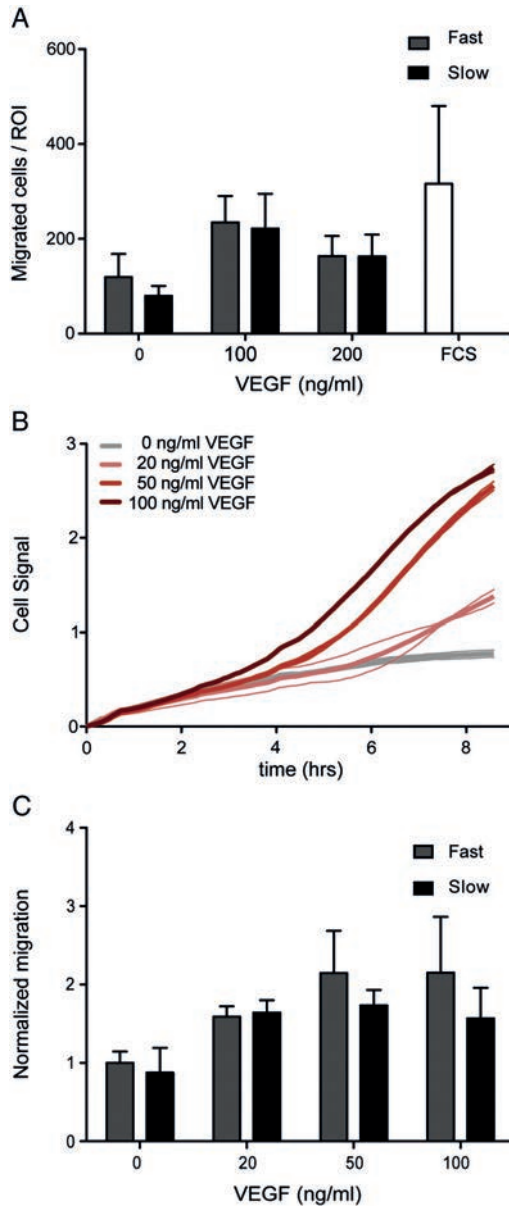 A
Migrated cells / ROI
600
400
200
0
Fast
Slow
0 100 200 FCS
VEGF (ng/ml)
B
Cell Signal
3
2
1
0
0 ng/ml VEGF
20 ng/ml VEGF
50 ng/ml VEGF
100 ng/ml VEGF
0 2 4 6 8
time (hrs)
C
Normalized migration
4
3
2
1
0
Fast
Slow
0 20 50 100
VEGF (ng/ml)